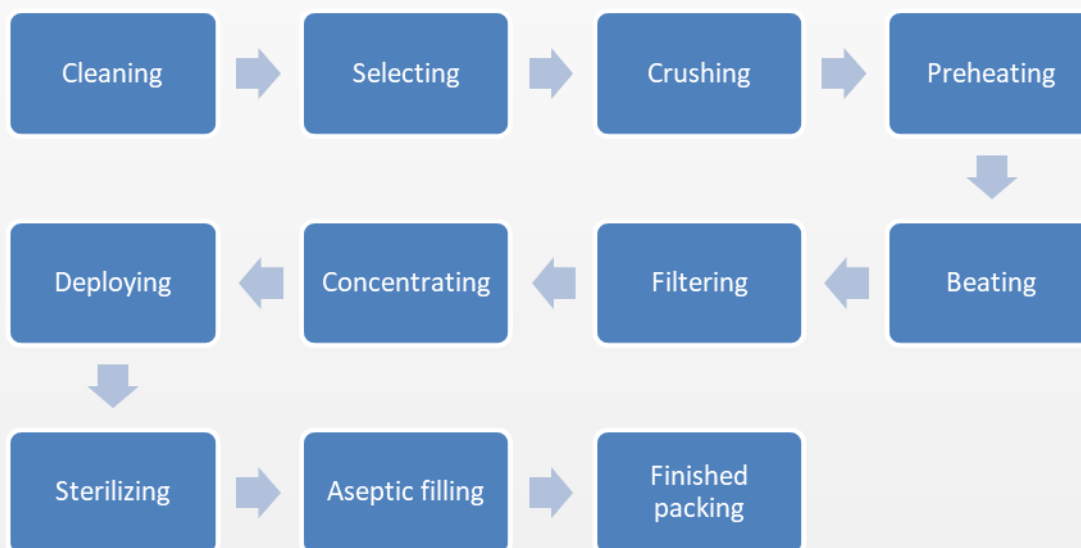 Cleaning
Selecting
Crushing
Preheating
Beating
Filtering
Concentrating
Deploying
Sterilizing
Aseptic filling
Finished
packing